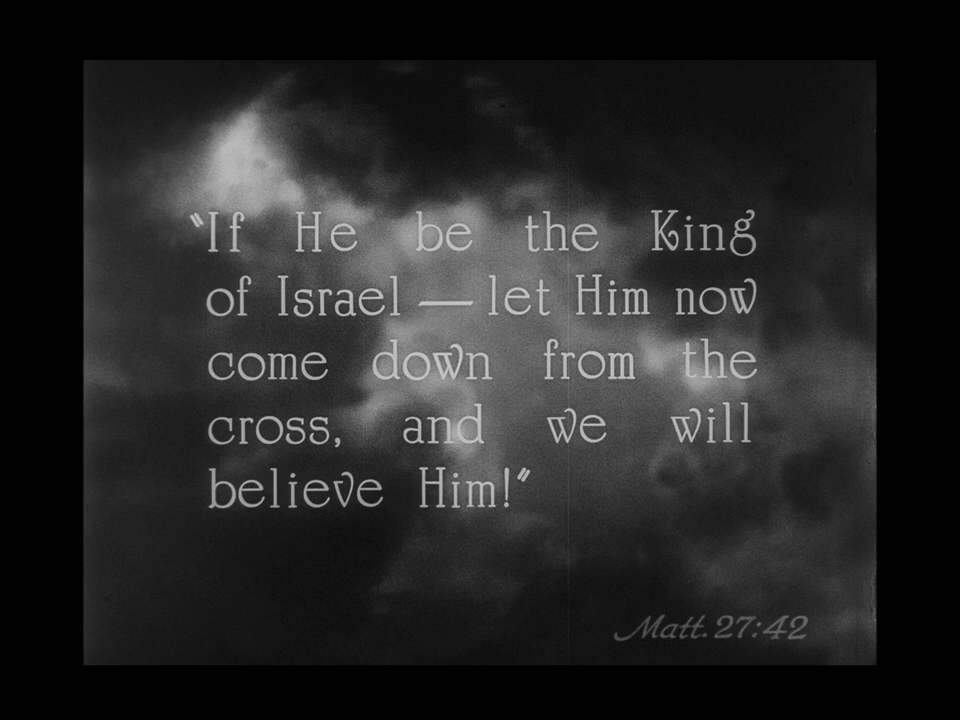 "If He be the King
of Israel — let Him now
come down from the
cross, and we will
believe Him!"
Matt. 27:42